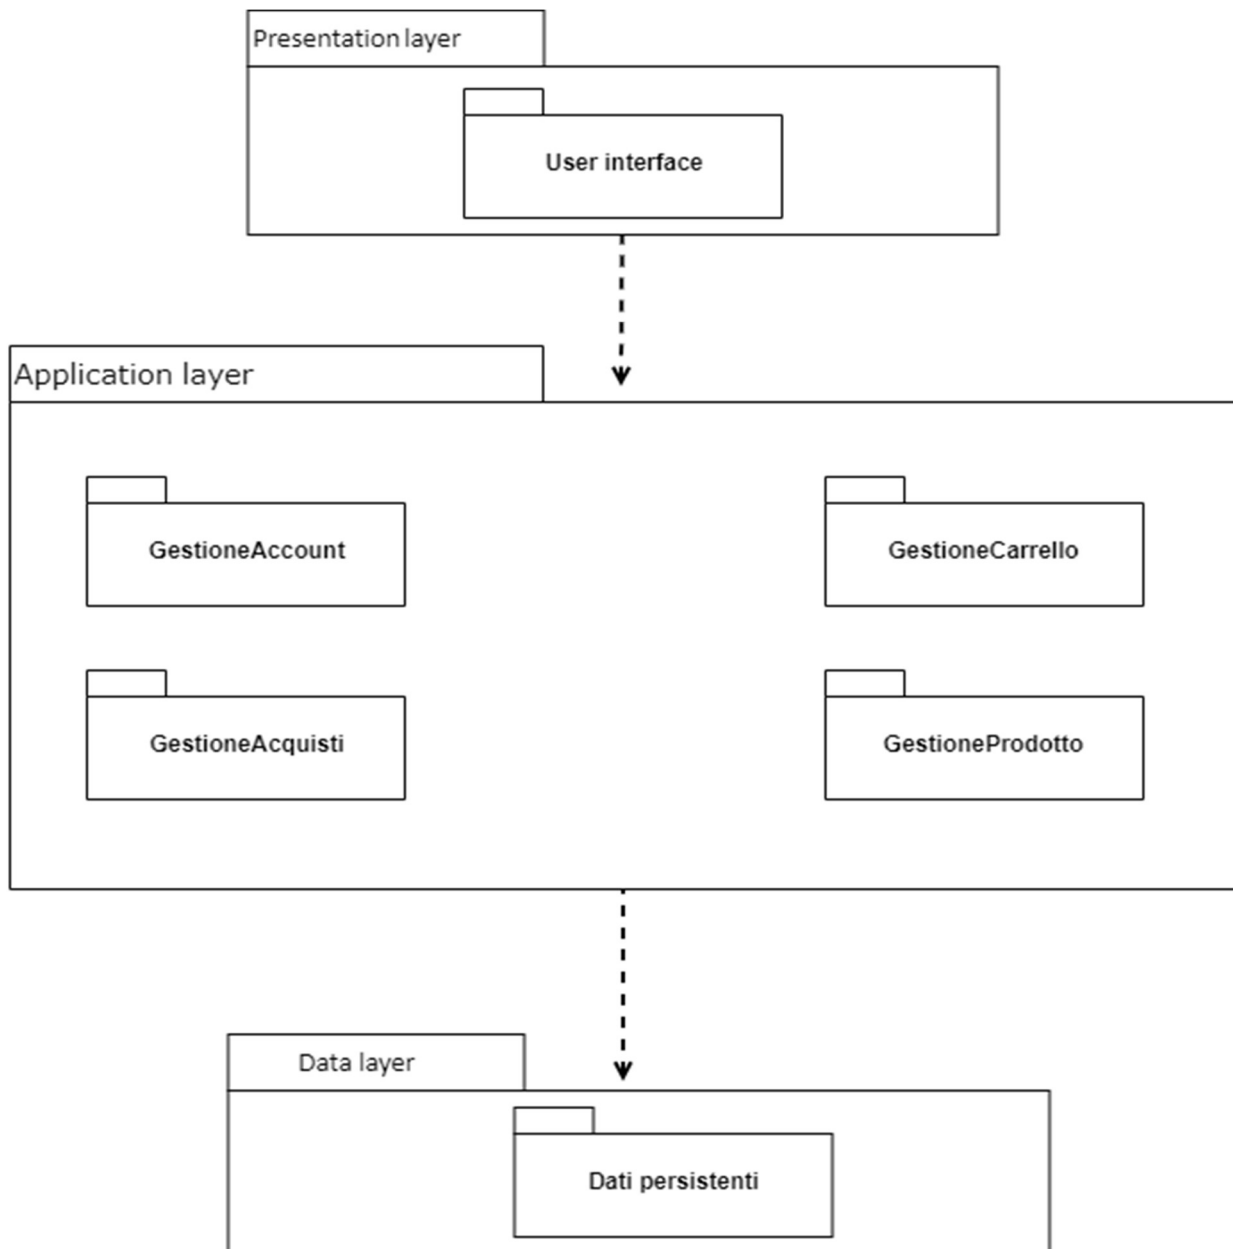 Presentation layer
User interface
Application layer
GestioneAccount
GestioneCarrello
GestioneAcquisti
GestioneProdotto
Data layer
Dati persistenti